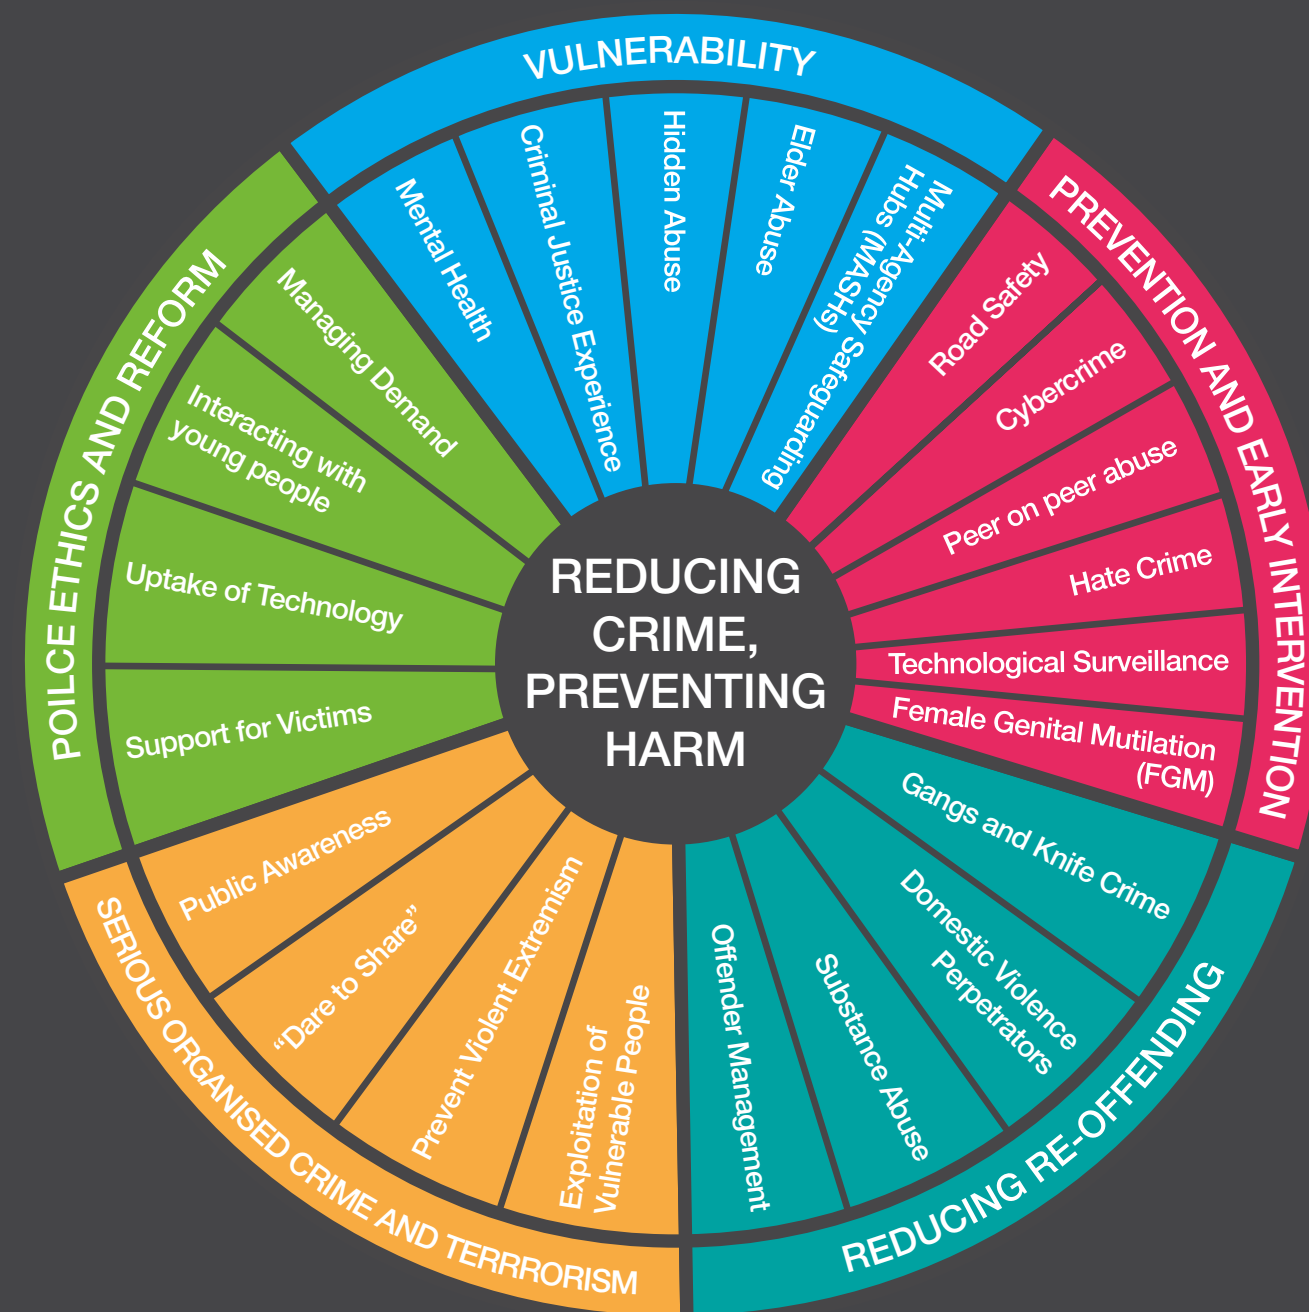 REDUCING
CRIME,
PREVENTING
HARM
VULNERABILITY
Mental Health
Criminal Justice Experience
Hidden Abuse
Elder Abuse
Multi-Agency Safeguarding
Hubs (MASHs)
PREVENTION AND EARLY INTERVENTION
Road Safety
Cybercrime
Peer on peer abuse
Hate Crime
Technological Surveillance
Female Genital Mutilation
(FGM)
REDUCING RE-OFFENDING
Gangs and Knife Crime
Domestic Violence
Perpetrators
Substance Abuse
Offender Management
SERIOUS ORGANISED CRIME AND TERRRORISM
Exploitation of
Vulnerable People
Prevent Violent Extremism
“Dare to Share”
Public Awareness
POILCE ETHICS AND REFORM
Support for Victims
Uptake of Technology
Interacting with
young people
Managing Demand